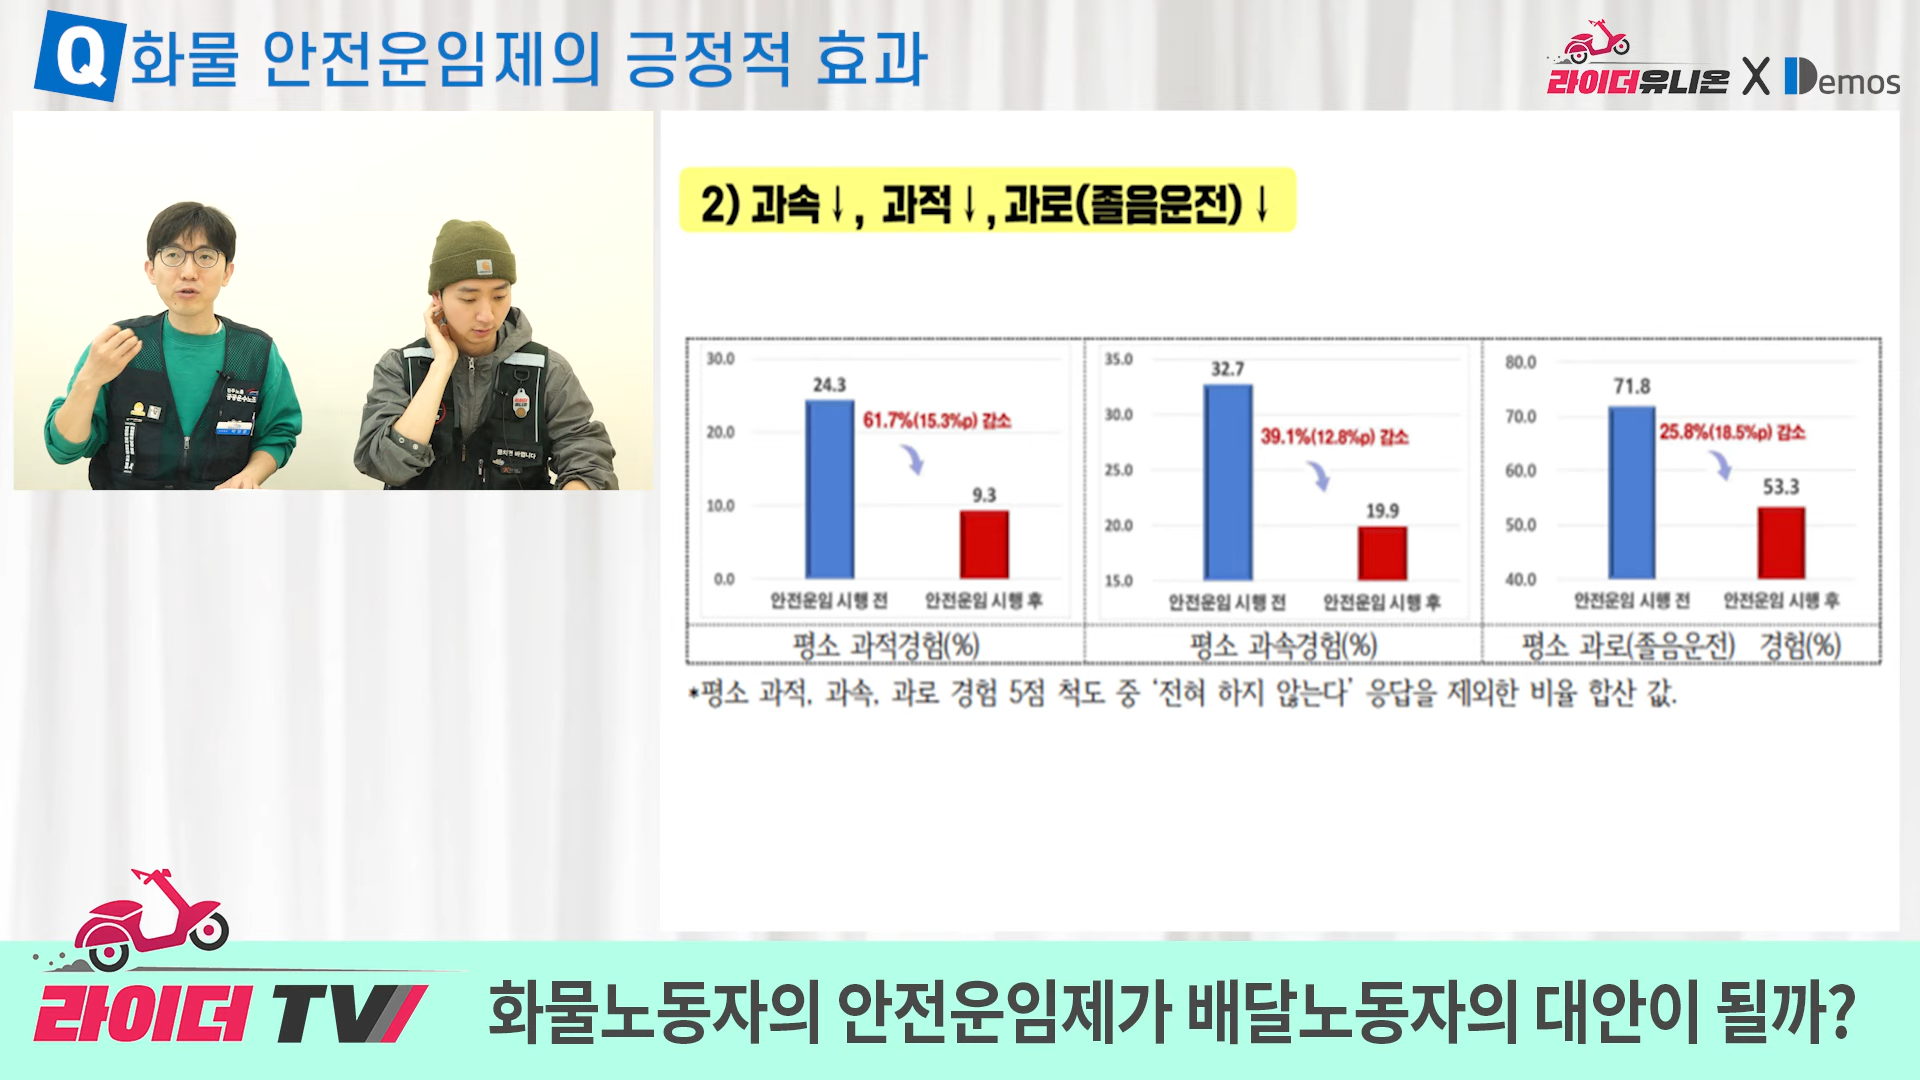 Q 화물 안전운임제의 긍정적 효과
라이더유니온 X Demos
2) 과속↓, 과적↓, 과로(졸음운전)↓
30.0
20.0
10.0
0.0
24.3
61.7%(15.3%p) 감소
9.3
안전운임 시행 전 안전운임 시행 후
평소 과적경험(%)
35.0
30.0
25.0
20.0
15.0
32.7
39.1%(12.8%p) 감소
19.9
안전운임 시행 전 안전운임 시행 후
평소 과속경험(%)
80.0
70.0
60.0
50.0
40.0
71.8
25.8%(18.5%p) 감소
53.3
안전운임 시행 전 안전운임 시행 후
평소 과로(졸음운전) 경험(%)
*평소 과적, 과속, 과로 경험 5점 척도 중 '전혀 하지 않는다' 응답을 제외한 비율 합산 값.
라이더 TV
화물노동자의 안전운임제가 배달노동자의 대안이 될까?